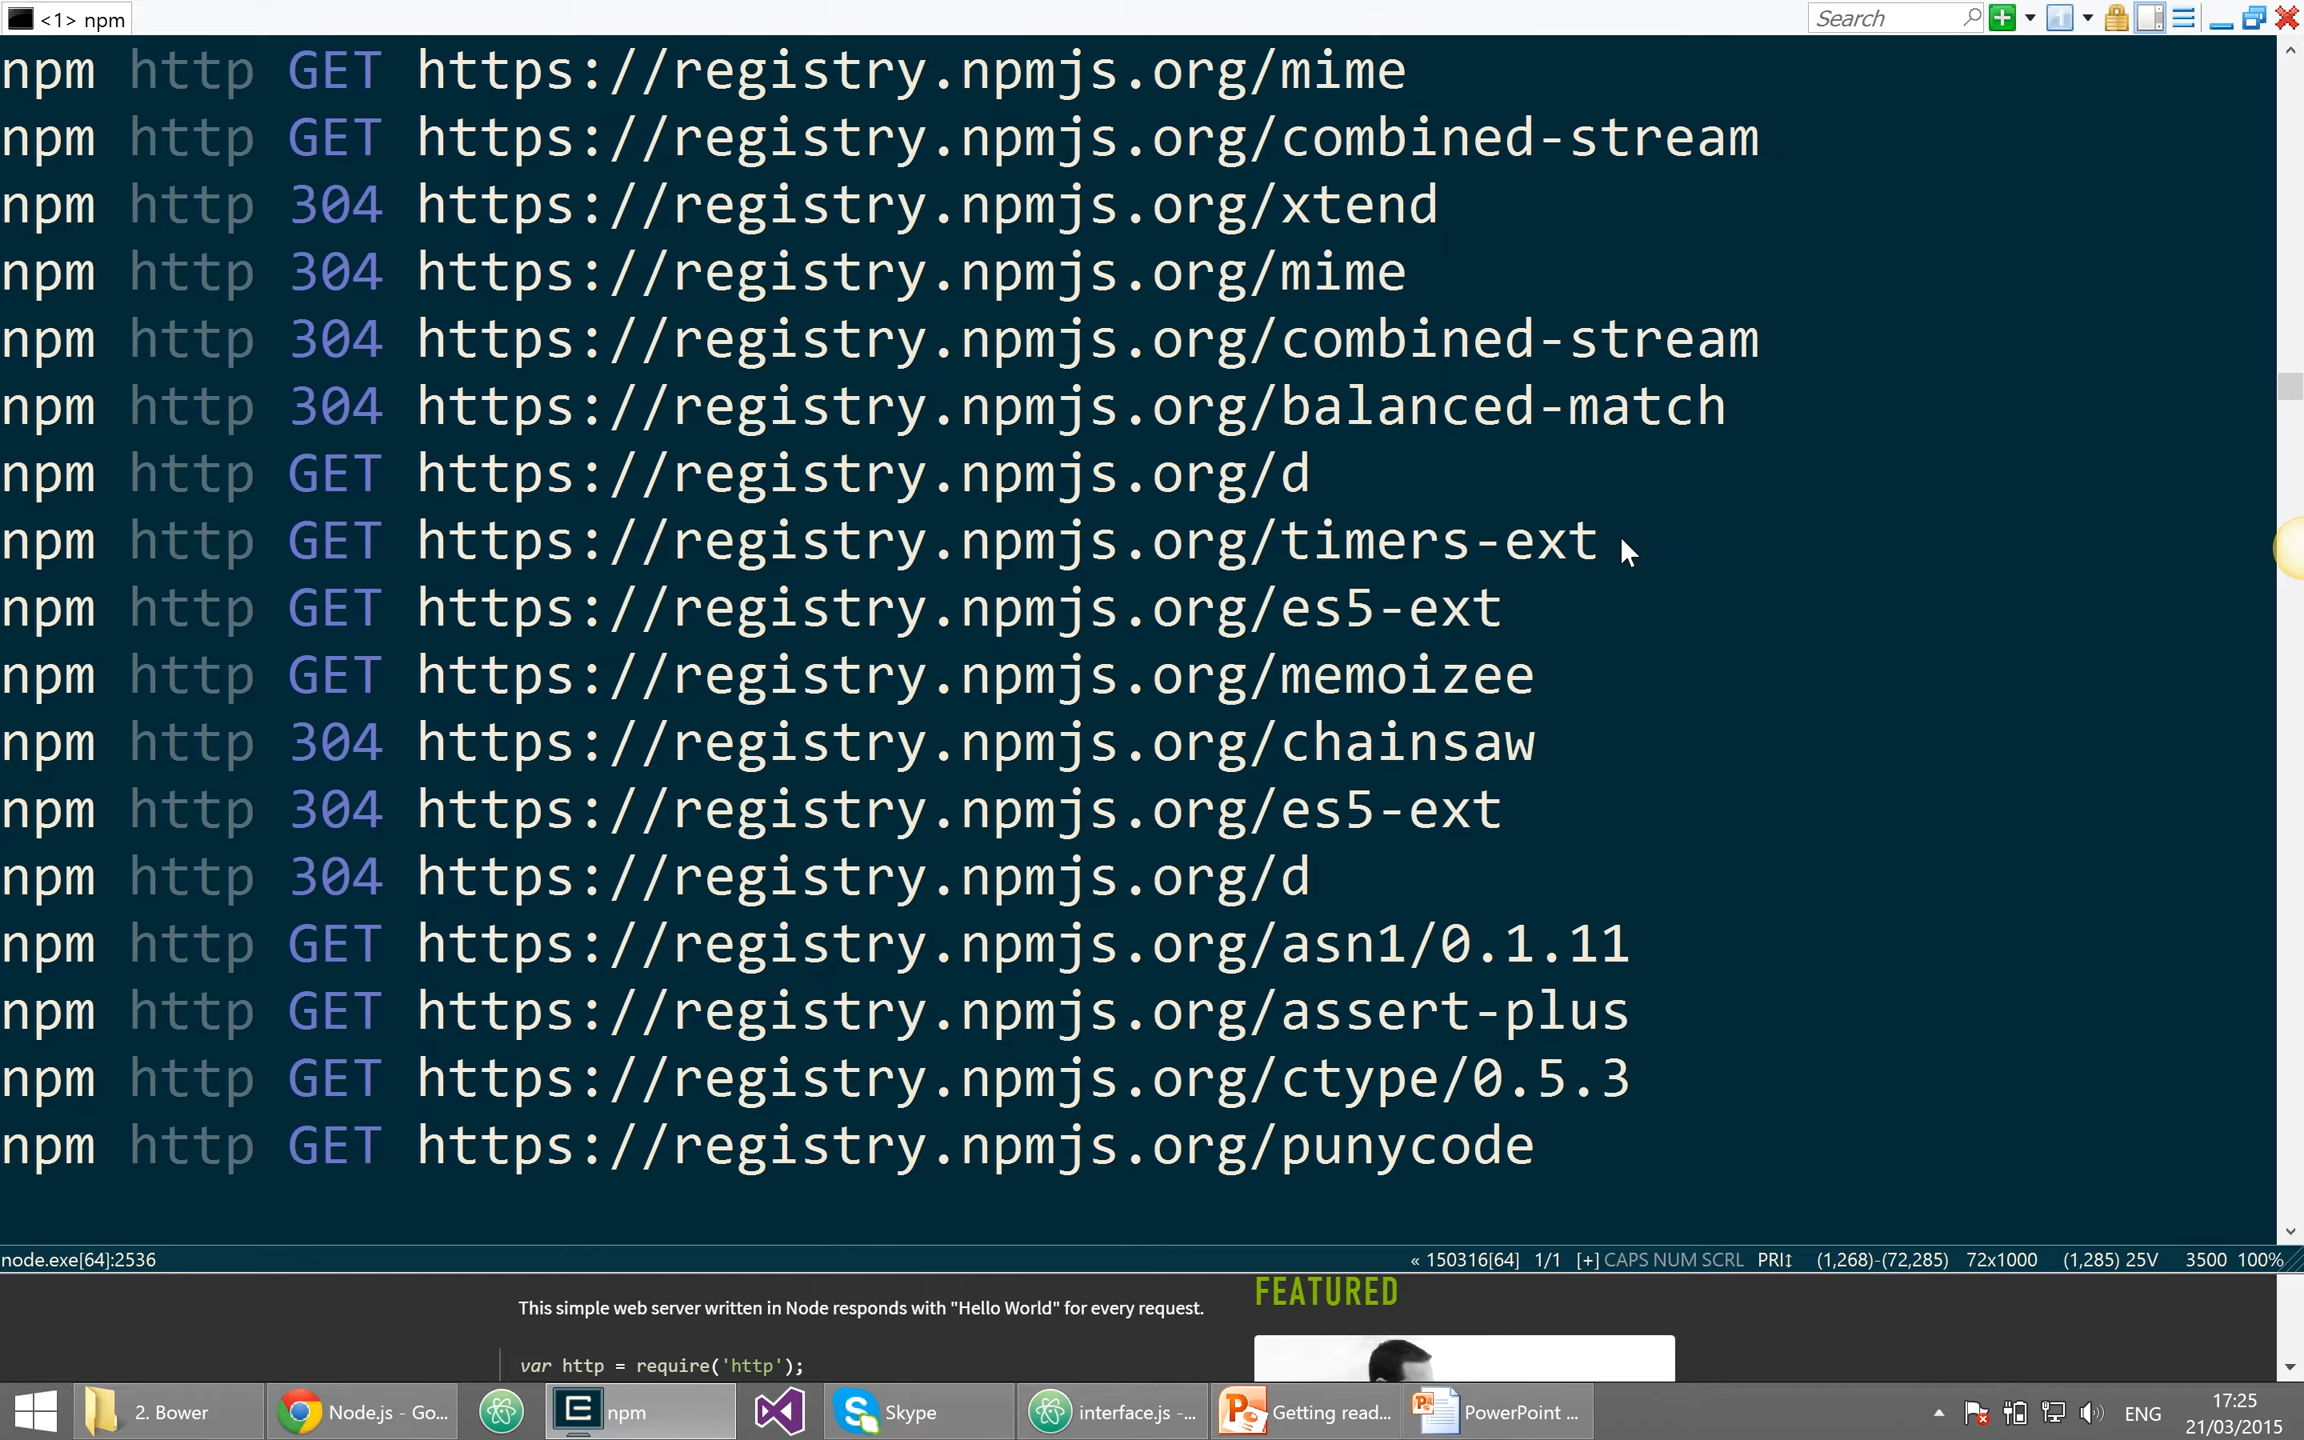 <1> npm
Search
npm http GET https://registry.npmjs.org/mime
npm http GET https://registry.npmjs.org/combined-stream
npm http 304 https://registry.npmjs.org/xtend
npm http 304 https://registry.npmjs.org/mime
npm http 304 https://registry.npmjs.org/combined-stream
npm http 304 https://registry.npmjs.org/balanced-match
npm http GET https://registry.npmjs.org/d
npm http GET https://registry.npmjs.org/timers-ext
npm http GET https://registry.npmjs.org/es5-ext
npm http GET https://registry.npmjs.org/memoizee
npm http 304 https://registry.npmjs.org/chainsaw
npm http 304 https://registry.npmjs.org/es5-ext
npm http 304 https://registry.npmjs.org/d
npm http GET https://registry.npmjs.org/asn1/0.1.11
npm http GET https://registry.npmjs.org/assert-plus
npm http GET https://registry.npmjs.org/ctype/0.5.3
npm http GET https://registry.npmjs.org/punycode
node.exe[64]:2536 « 150316[64] 1/1 [+] CAPS NUM SCRL PRI↕ (1,268)-(72,285) 72x1000 (1,285) 25V 3500 100%
This simple web server written in Node responds with "Hello World" for every request.
FEATURED
var http = require('http');
2. Bower
Node.js - Go...
npm
Skype
interface.js -...
Getting read...
PowerPoint ...
ENG
17:25
21/03/2015